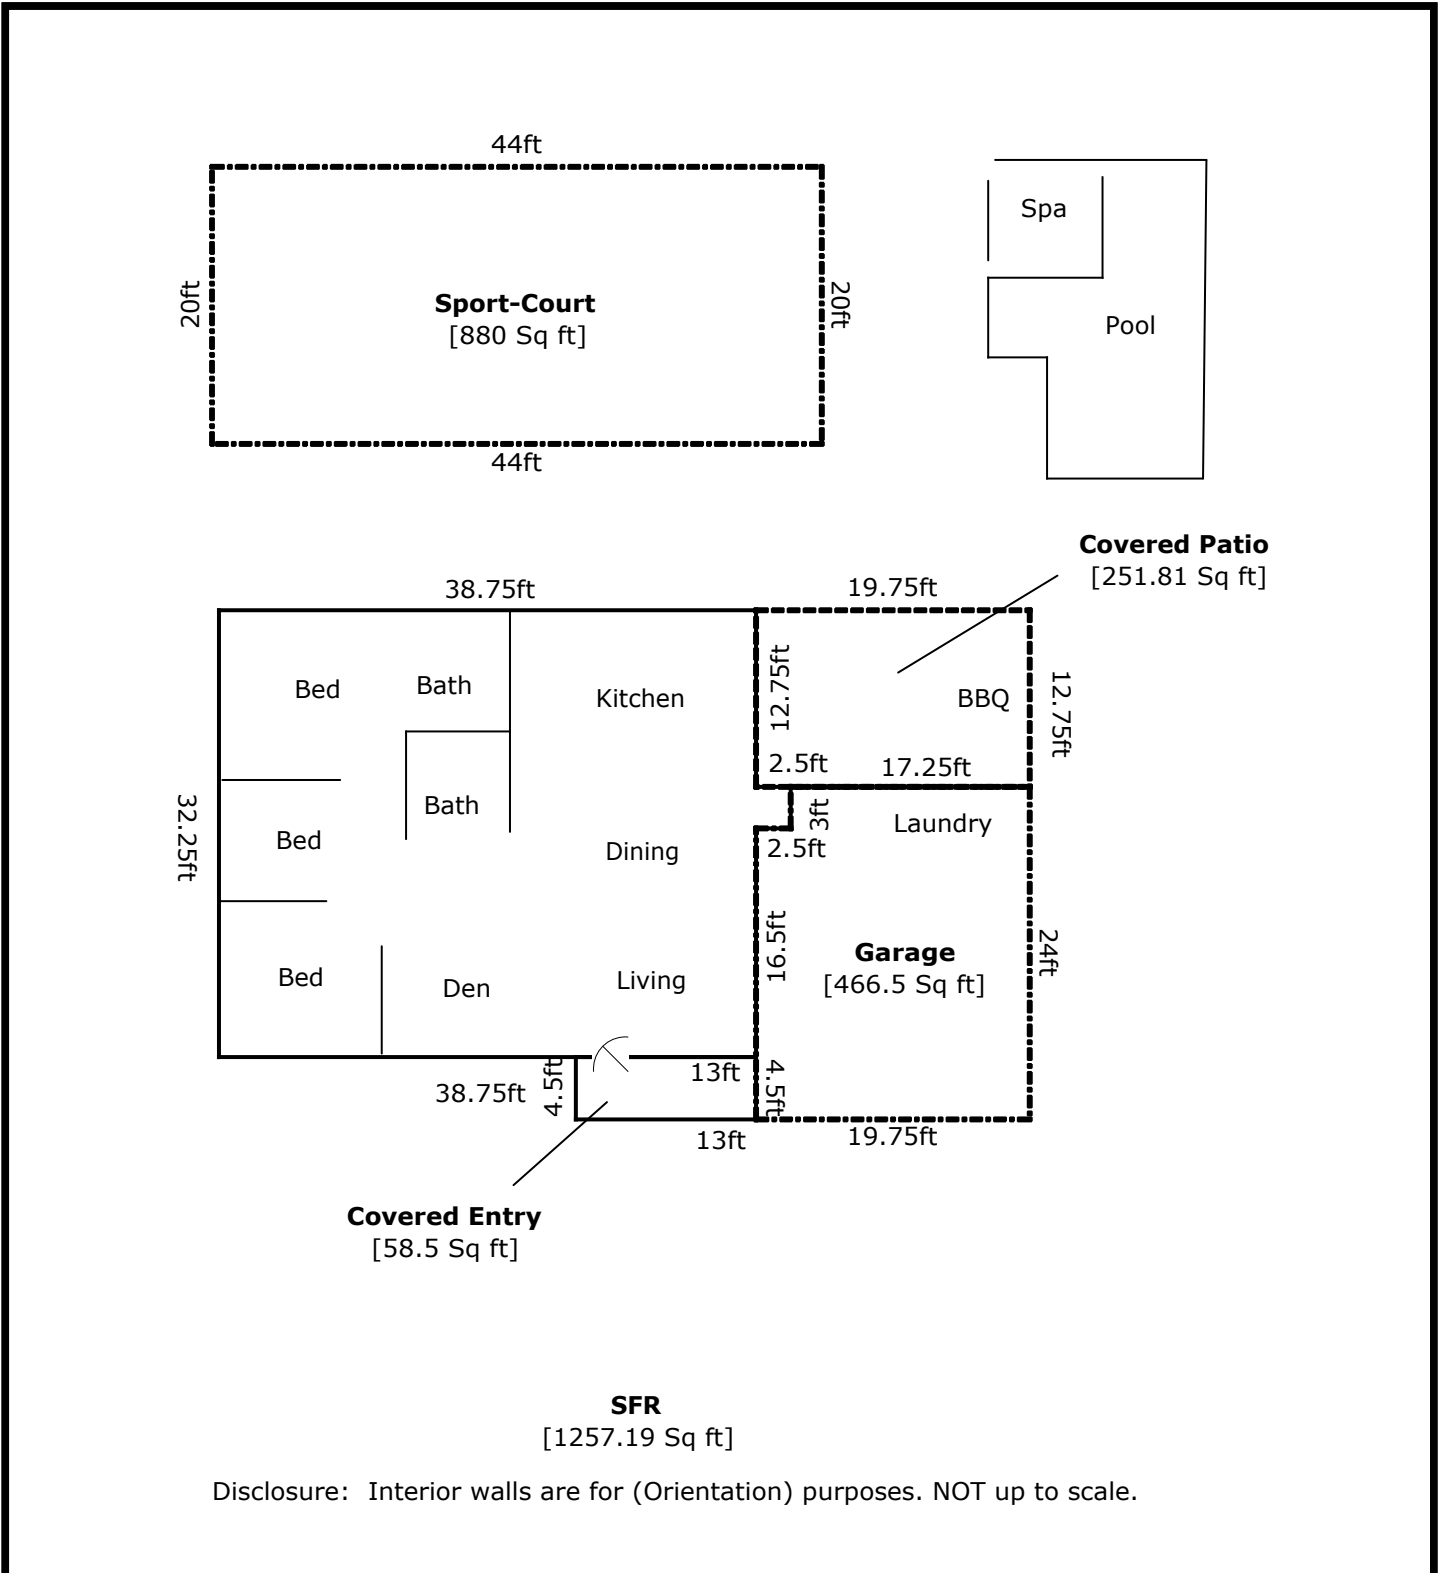 44ft
20ft
Sport-Court
[880 Sq ft]
20ft
44ft
Spa
Pool
Covered Patio
[251.81 Sq ft]
38.75ft
19.75ft
Bed
Bath
Kitchen
12.75ft
BBQ
12.75ft
2.5ft
17.25ft
32.25ft
Bath
3ft
Laundry
Bed
Dining
2.5ft
16.5ft
Garage
[466.5 Sq ft]
24ft
Bed
Den
Living
38.75ft
4.5ft
13ft
4.5ft
13ft
19.75ft
Covered Entry
[58.5 Sq ft]
SFR
[1257.19 Sq ft]
Disclosure: Interior walls are for (Orientation) purposes. NOT up to scale.